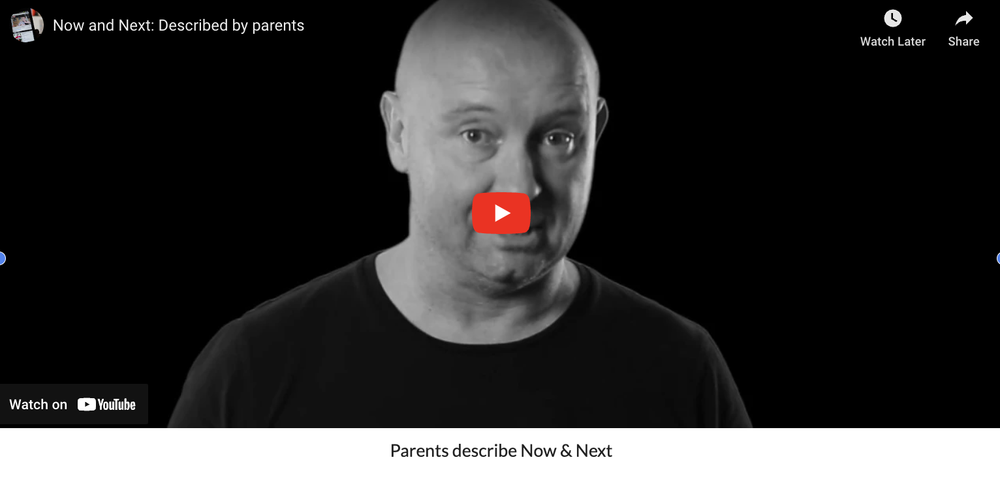 Now and Next: Described by parents
Watch Later
Share
Watch on YouTube
Parents describe Now & Next